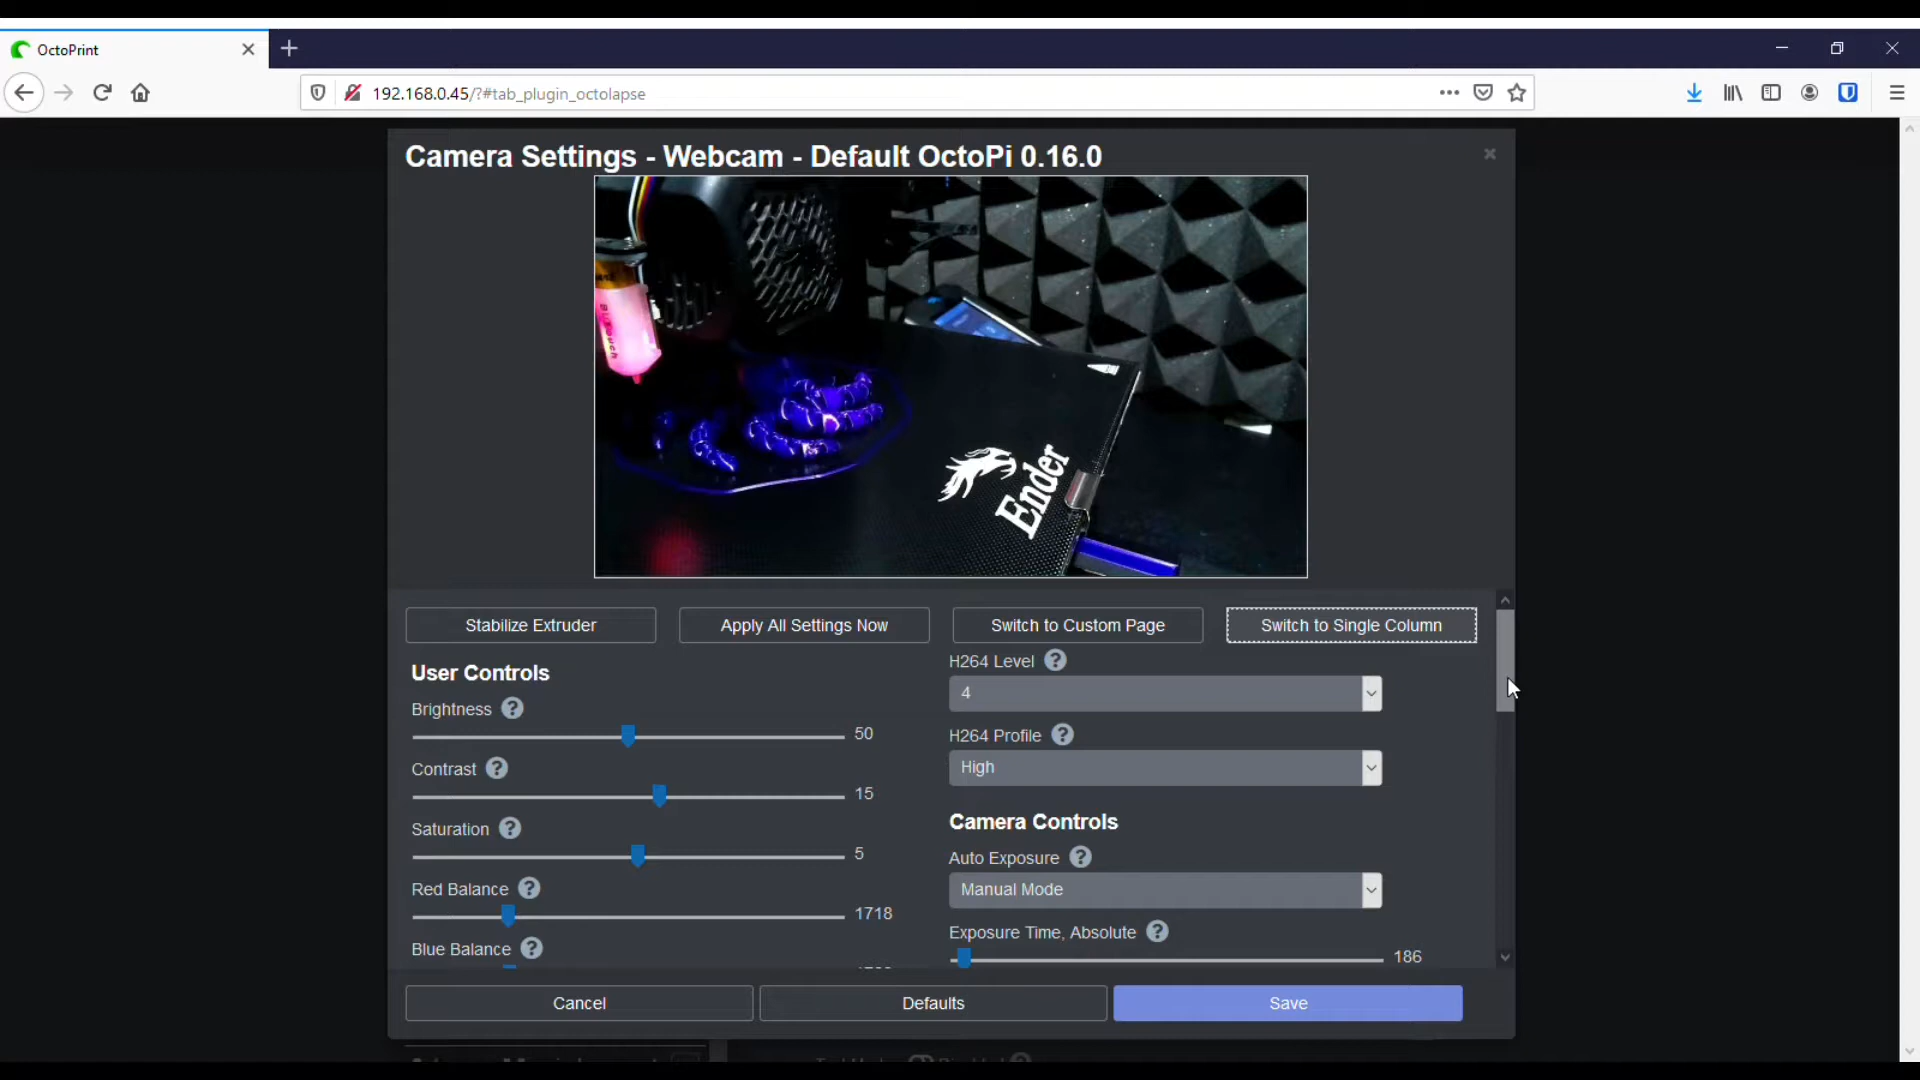 OctoPrint
192.168.0.45/?#tab_plugin_octolapse
Camera Settings - Webcam - Default OctoPi 0.16.0
Ender
Stabilize Extruder
Apply All Settings Now
Switch to Custom Page
Switch to Single Column
User Controls
Brightness ?
50
Contrast ?
15
Saturation ?
5
Red Balance ?
1718
Blue Balance ?
H264 Level ?
4
H264 Profile ?
High
Camera Controls
Auto Exposure ?
Manual Mode
Exposure Time, Absolute ?
186
Cancel
Defaults
Save